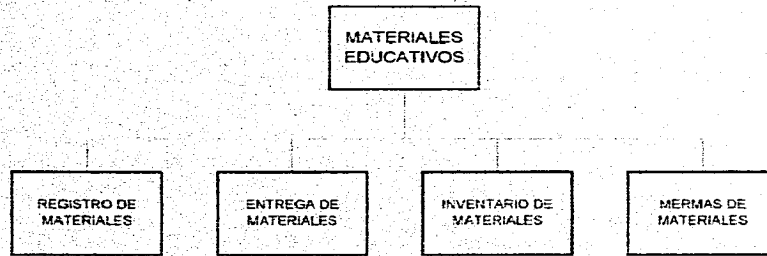 MATERIALES
EDUCATIVOS
REGISTRO DE
MATERIALES
ENTREGA DE
MATERIALES
INVENTARIO DE
MATERIALES
MERMAS DE
MATERIALES